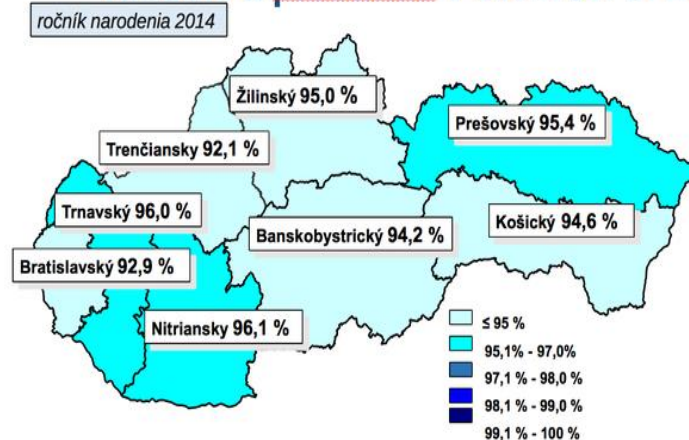 ročník narodenia 2014
Žilinský 95,0 %
Prešovský 95,4 %
Trenčiansky 92,1 %
Trnavský 96,0 %
Košický 94,6 %
Banskobystrický 94,2 %
Bratislavský 92,9 %
Nitriansky 96,1 %
≤ 95 %
95,1% - 97,0%
97,1 % - 98,0 %
98,1 % - 99,0 %
99,1 % - 100 %